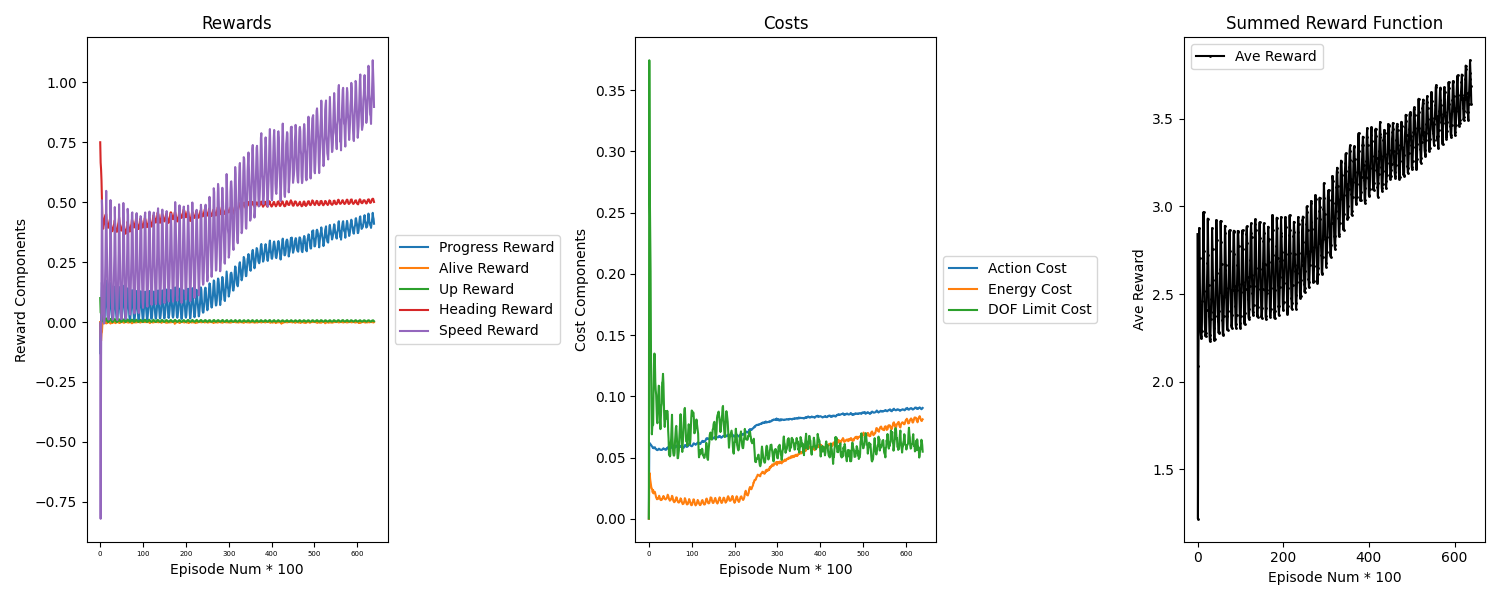 Rewards
Reward Components
1.00
0.75
0.50
0.25
0.00
−0.25
−0.50
−0.75
0
100
200
300
400
500
600
Episode Num * 100
Progress Reward
Alive Reward
Up Reward
Heading Reward
Speed Reward
Costs
Cost Components
0.35
0.30
0.25
0.20
0.15
0.10
0.05
0.00
0
100
200
300
400
500
600
Episode Num * 100
Action Cost
Energy Cost
DOF Limit Cost
Summed Reward Function
Ave Reward
Ave Reward
3.5
3.0
2.5
2.0
1.5
0
200
400
600
Episode Num * 100